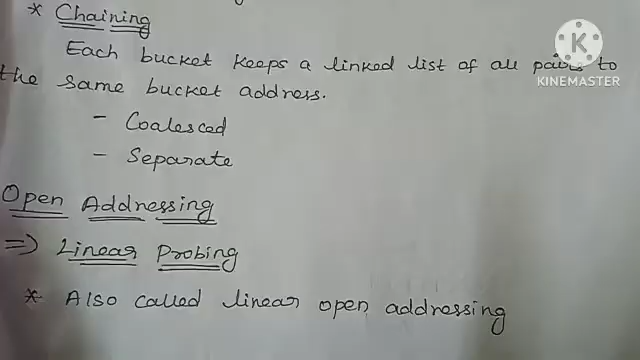 * Chaining
Each bucket keeps a linked list of all pairs to
the same bucket address.
- Coalesced
- Separate
Open Addressing
=> Linear Probing
* Also called linear open addressing
K
KINEMASTER